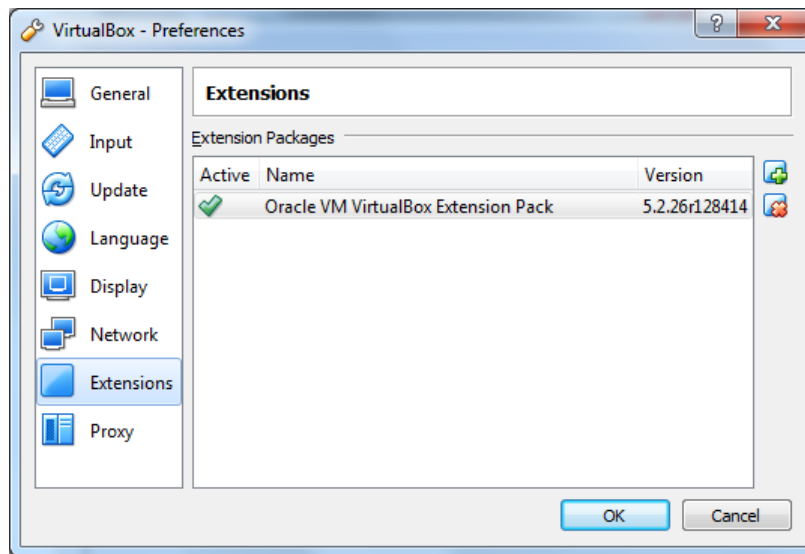 VirtualBox - Preferences
General
Input
Update
Language
Display
Network
Extensions
Proxy
Extensions
Extension Packages
Active Name Version
Oracle VM VirtualBox Extension Pack 5.2.26r128414
OK Cancel